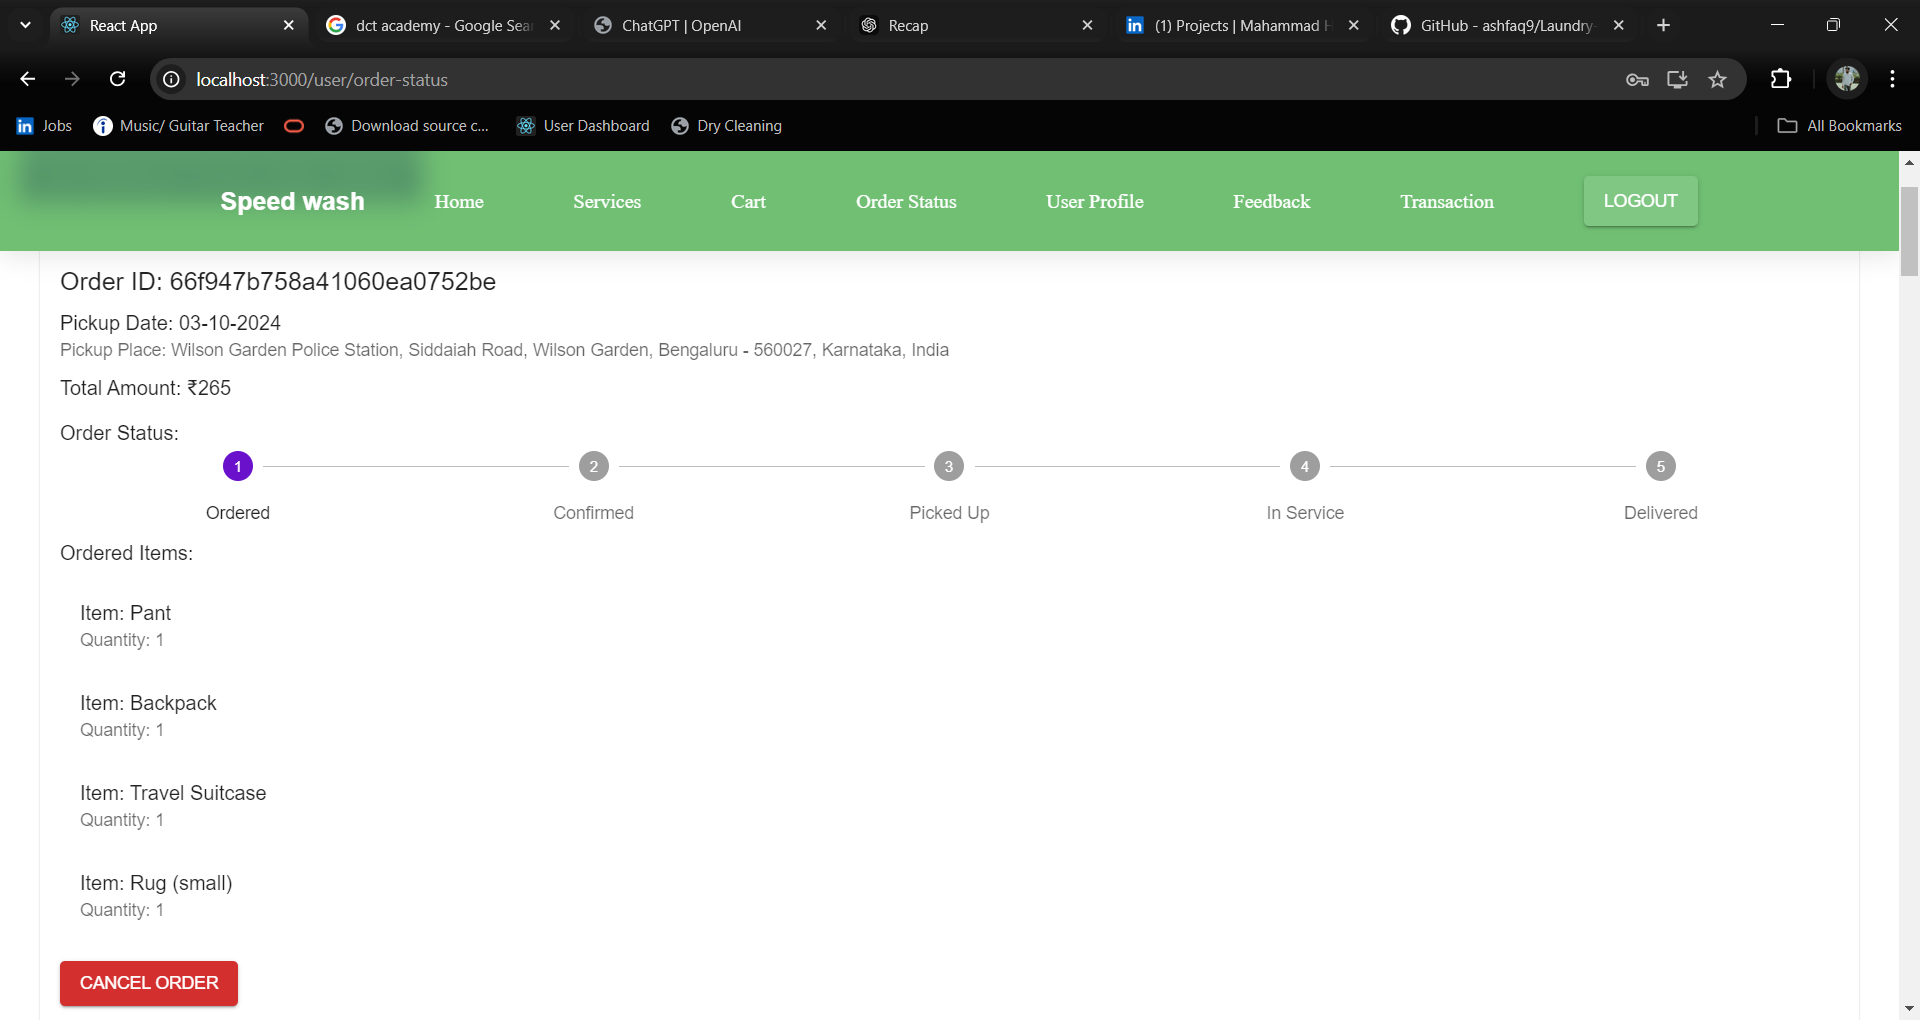 React App
dct academy - Google Sea
ChatGPT | OpenAI
Recap
(1) Projects | Mahammad H
GitHub - ashfaq9/Laundry-
localhost:3000/user/order-status
Jobs
Music/ Guitar Teacher
Download source c...
User Dashboard
Dry Cleaning
All Bookmarks
Speed wash
Home
Services
Cart
Order Status
User Profile
Feedback
Transaction
LOGOUT
Order ID: 66f947b758a41060ea0752be
Pickup Date: 03-10-2024
Pickup Place: Wilson Garden Police Station, Siddaiah Road, Wilson Garden, Bengaluru - 560027, Karnataka, India
Total Amount: ₹265
Order Status:
1
2
3
4
5
Ordered
Confirmed
Picked Up
In Service
Delivered
Ordered Items:
Item: Pant
Quantity: 1
Item: Backpack
Quantity: 1
Item: Travel Suitcase
Quantity: 1
Item: Rug (small)
Quantity: 1
CANCEL ORDER